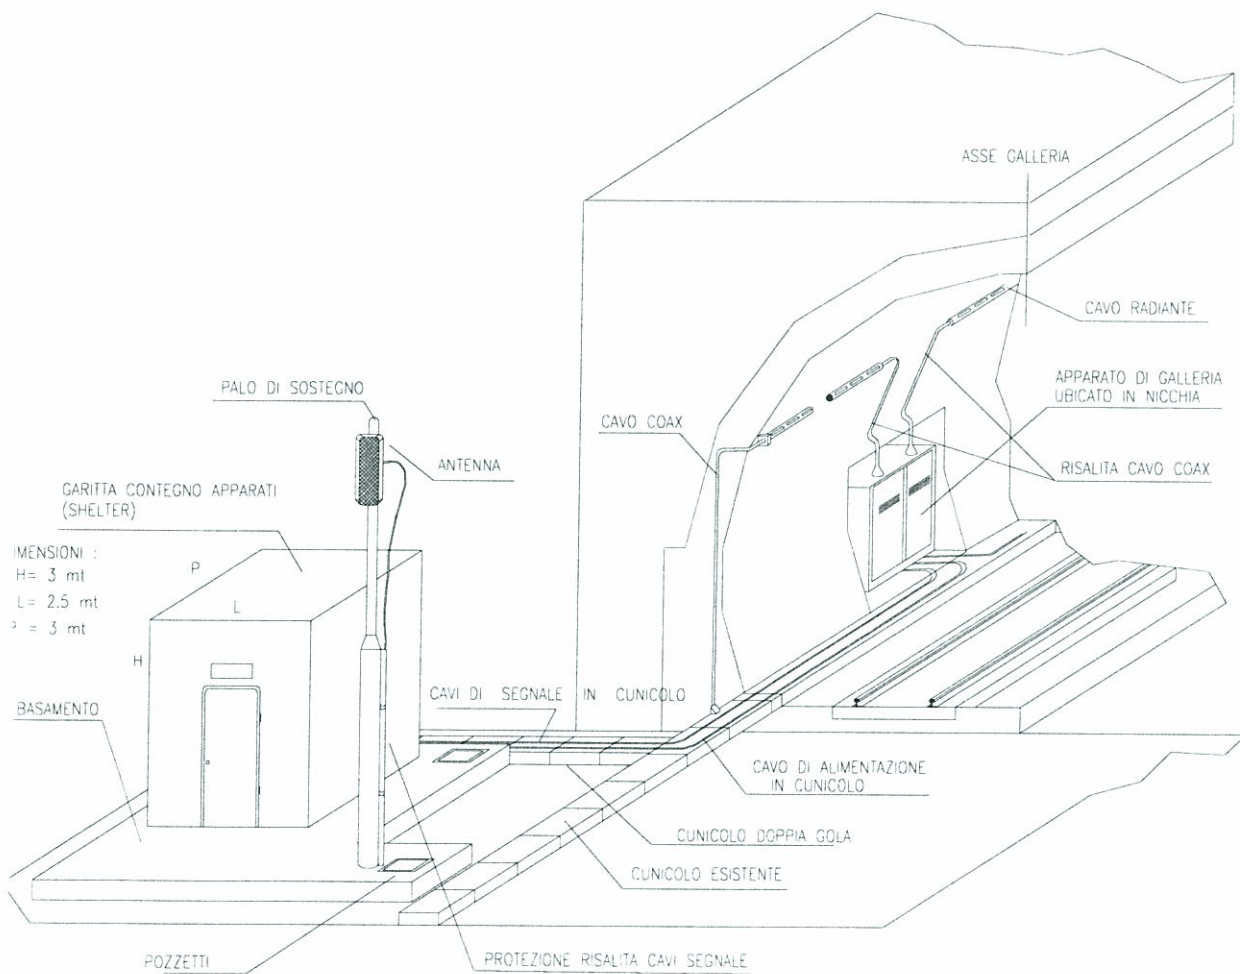 ASSE GALLERIA
CAVO RADIANTE
PALO DI SOSTEGNO
APPARATO DI GALLERIA
UBICATO IN NICCHIA
CAVO COAX
ANTENNA
RISALITA CAVO COAX
GARITTA CONTEGNO APPARATI
(SHELTER)
IMENSIONI :
H= 3 mt
L= 2.5 mt
P = 3 mt
P
L
H
CAVI DI SEGNALE IN CUNICOLO
BASAMENTO
CAVO DI ALIMENTAZIONE
IN CUNICOLO
CUNICOLO DOPPIA GOLA
CUNICOLO ESISTENTE
POZZETTI
PROTEZIONE RISALITA CAVI SEGNALE